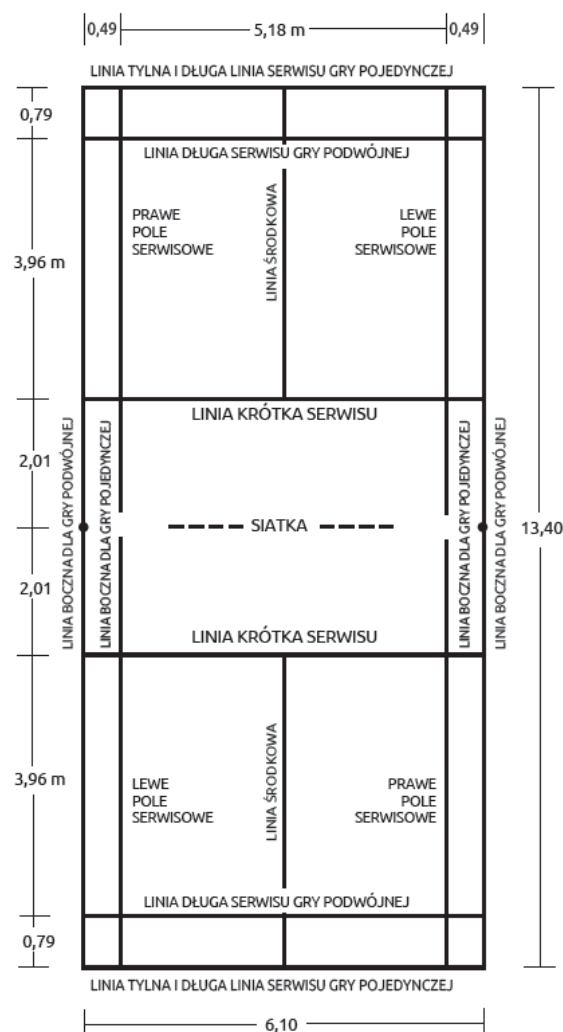 0,49
5,18 m
0,49
LINIA TYLNA I DŁUGA LINIA SERWISU GRY POJEDYNCZEJ
0,79
LINIA DŁUGA SERWISU GRY PODWÓJNEJ
PRAWE
POLE
SERWISOWE
LINIA ŚRODKOWA
LEWE
POLE
SERWISOWE
3,96 m
LINIA KRÓTKA SERWISU
2,01
LINIA BOCZNA DLA GRY PODWÓJNEJ
LINIA BOCZNA DLA GRY POJEDYNCZEJ
SIATKA
LINIA BOCZNA DLA GRY POJEDYNCZEJ
LINIA BOCZNA DLA GRY PODWÓJNEJ
13,40
2,01
LINIA KRÓTKA SERWISU
3,96 m
LEWE
POLE
SERWISOWE
LINIA ŚRODKOWA
PRAWE
POLE
SERWISOWE
LINIA DŁUGA SERWISU GRY PODWÓJNEJ
0,79
LINIA TYLNA I DŁUGA LINIA SERWISU GRY POJEDYNCZEJ
6,10